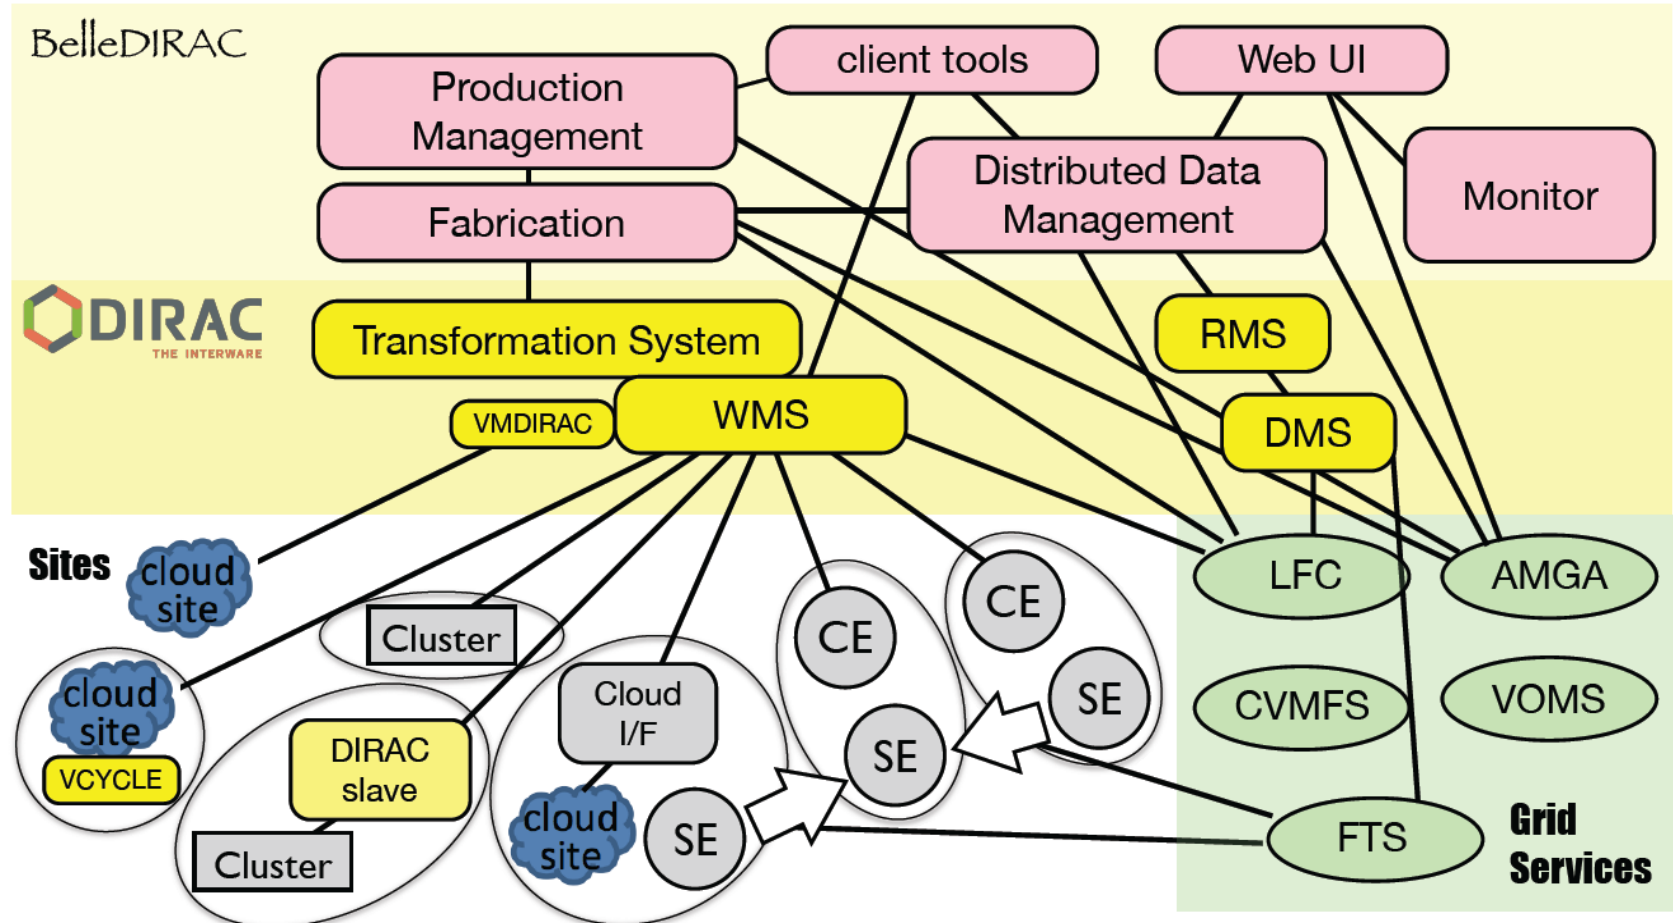 BelleDIRAC
client tools
Web UI
Production
Management
Distributed Data
Management
Monitor
Fabrication
DIRAC
THE INTERWARE
Transformation System
RMS
VMDIRAC
WMS
DMS
Sites
cloud
site
LFC
AMGA
CE
CE
Cluster
cloud
site
VCYCLE
Cloud
I/F
SE
CVMFS
VOMS
DIRAC
slave
SE
Cluster
cloud
site
SE
FTS
Grid
Services